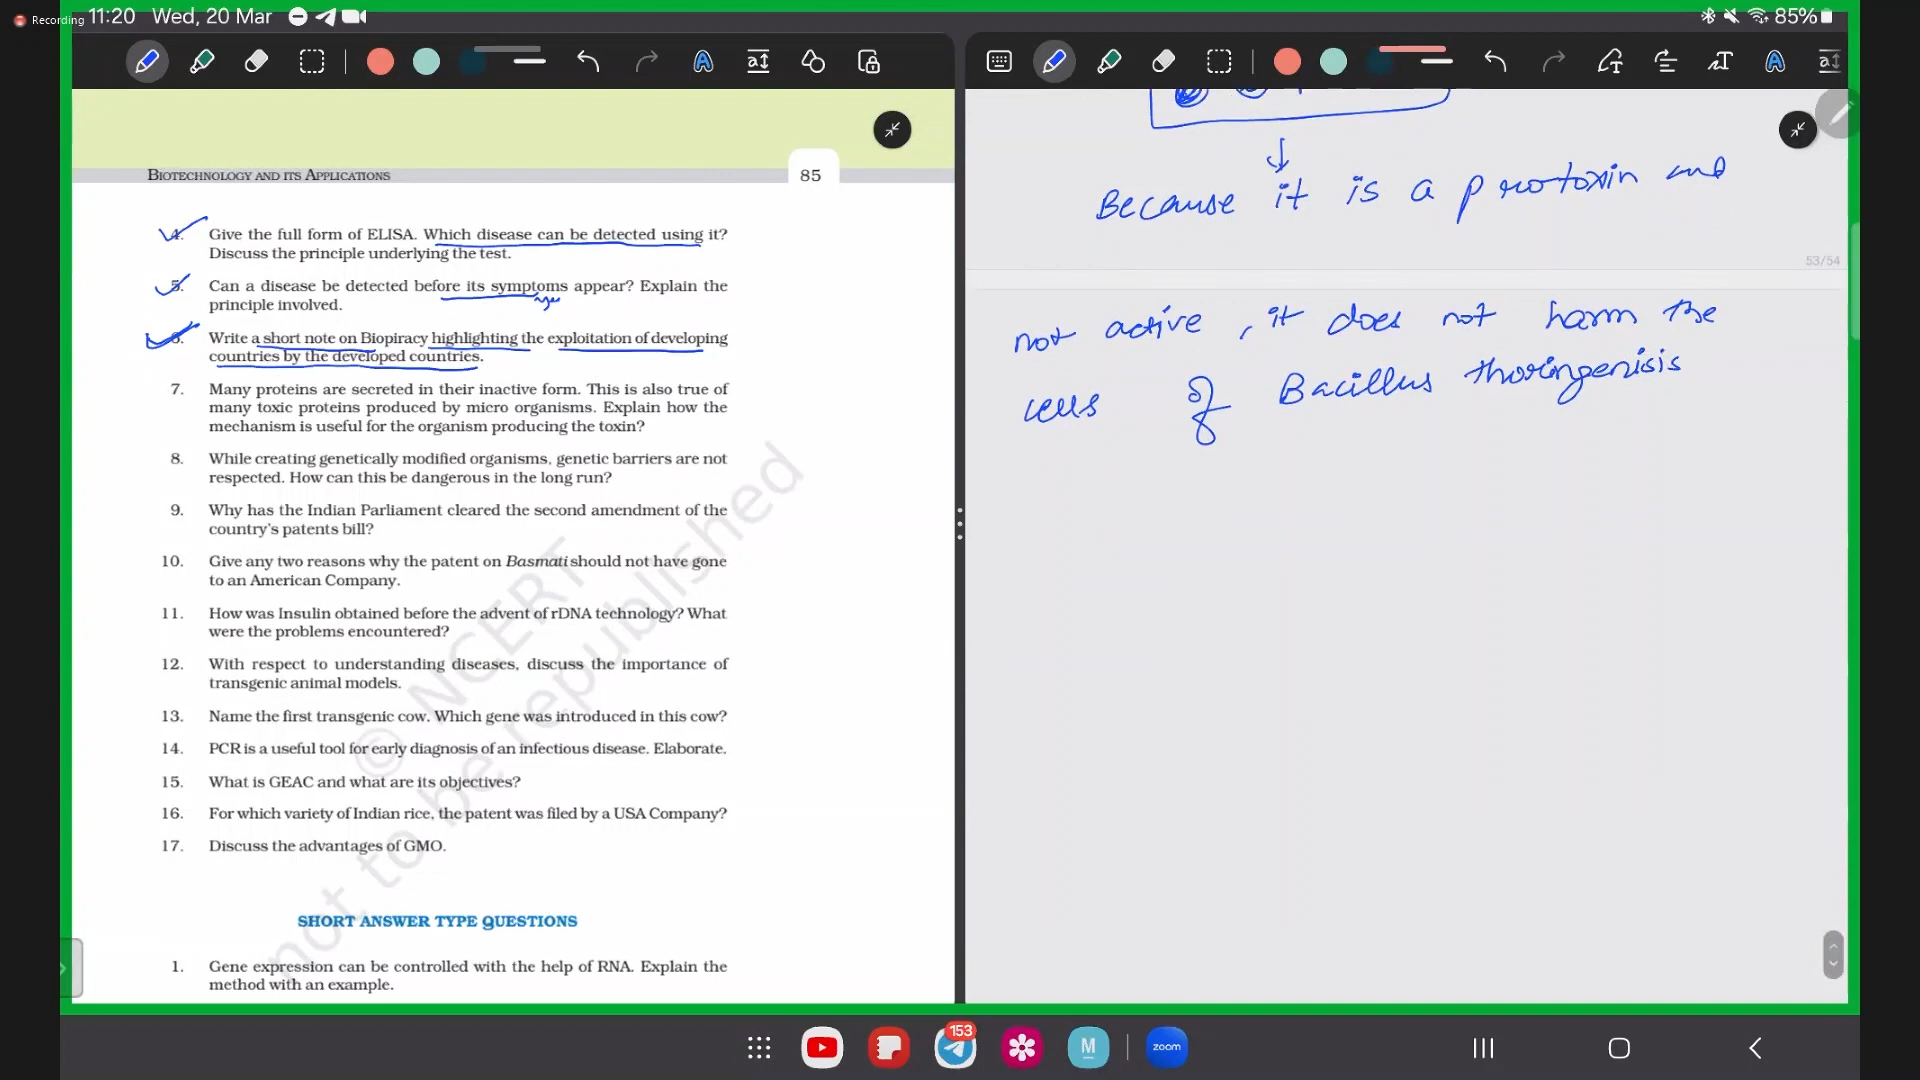 Recording 11:20 Wed, 20 Mar
85%
BIOTECHNOLOGY AND ITS APPLICATIONS
85
4. Give the full form of ELISA. Which disease can be detected using it?
Discuss the principle underlying the test.
5. Can a disease be detected before its symptoms appear? Explain the
principle involved.
6. Write a short note on Biopiracy highlighting the exploitation of developing
countries by the developed countries.
7. Many proteins are secreted in their inactive form. This is also true of
many toxic proteins produced by micro organisms. Explain how the
mechanism is useful for the organism producing the toxin?
8. While creating genetically modified organisms, genetic barriers are not
respected. How can this be dangerous in the long run?
9. Why has the Indian Parliament cleared the second amendment of the
country's patents bill?
10. Give any two reasons why the patent on Basmati should not have gone
to an American Company.
11. How was Insulin obtained before the advent of rDNA technology? What
were the problems encountered?
12. With respect to understanding diseases, discuss the importance of
transgenic animal models.
13. Name the first transgenic cow. Which gene was introduced in this cow?
14. PCR is a useful tool for early diagnosis of an infectious disease. Elaborate.
15. What is GEAC and what are its objectives?
16. For which variety of Indian rice, the patent was filed by a USA Company?
17. Discuss the advantages of GMO.
SHORT ANSWER TYPE QUESTIONS
1. Gene expression can be controlled with the help of RNA. Explain the
method with an example.
© NCERT
not to be republished
Because it is a protoxin and
53/54
not active, it does not harm the
cells of Bacillus thoringenisis
153
M
zoom